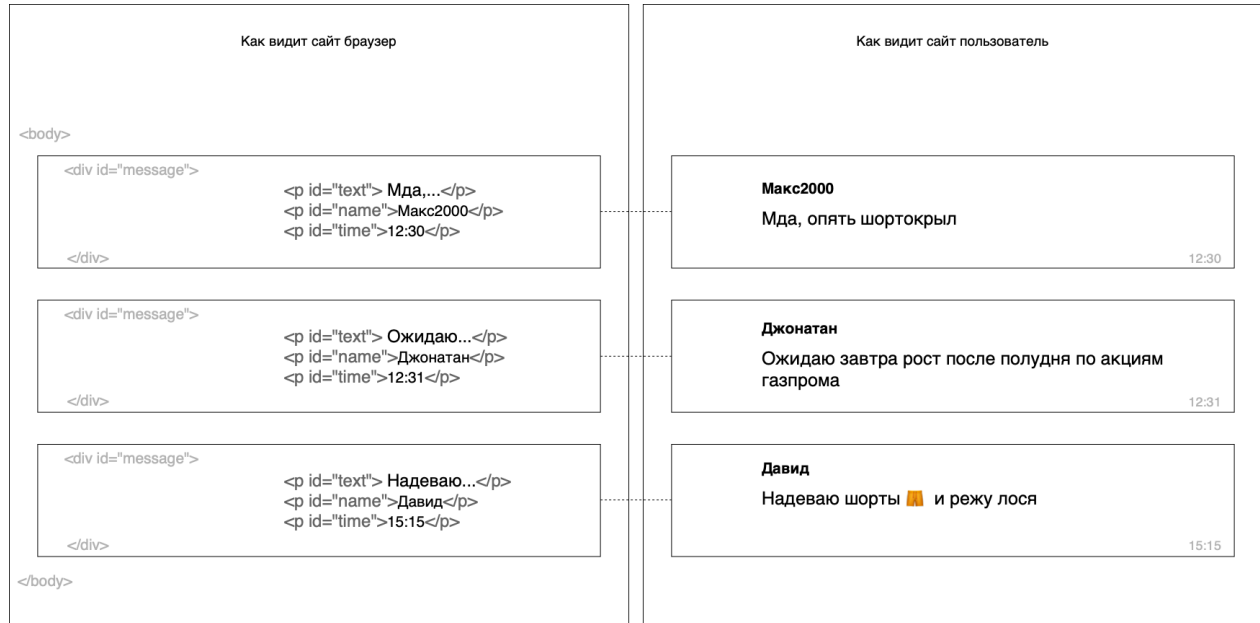 Как видит сайт браузер
<body>
<div id="message">
<p id="text"> Мда,...</p>
<p id="name">Макс2000</p>
<p id="time">12:30</p>
</div>
<div id="message">
<p id="text"> Ожидаю...</p>
<p id="name">Джонатан</p>
<p id="time">12:31</p>
</div>
<div id="message">
<p id="text"> Надеваю...</p>
<p id="name">Давид</p>
<p id="time">15:15</p>
</div>
</body>
Как видит сайт пользователь
Макс2000
Мда, опять шортокрыл
12:30
Джонатан
Ожидаю завтра рост после полудня по акциям
газпрома
12:31
Давид
Надеваю шорты 🩳 и режу лося
15:15